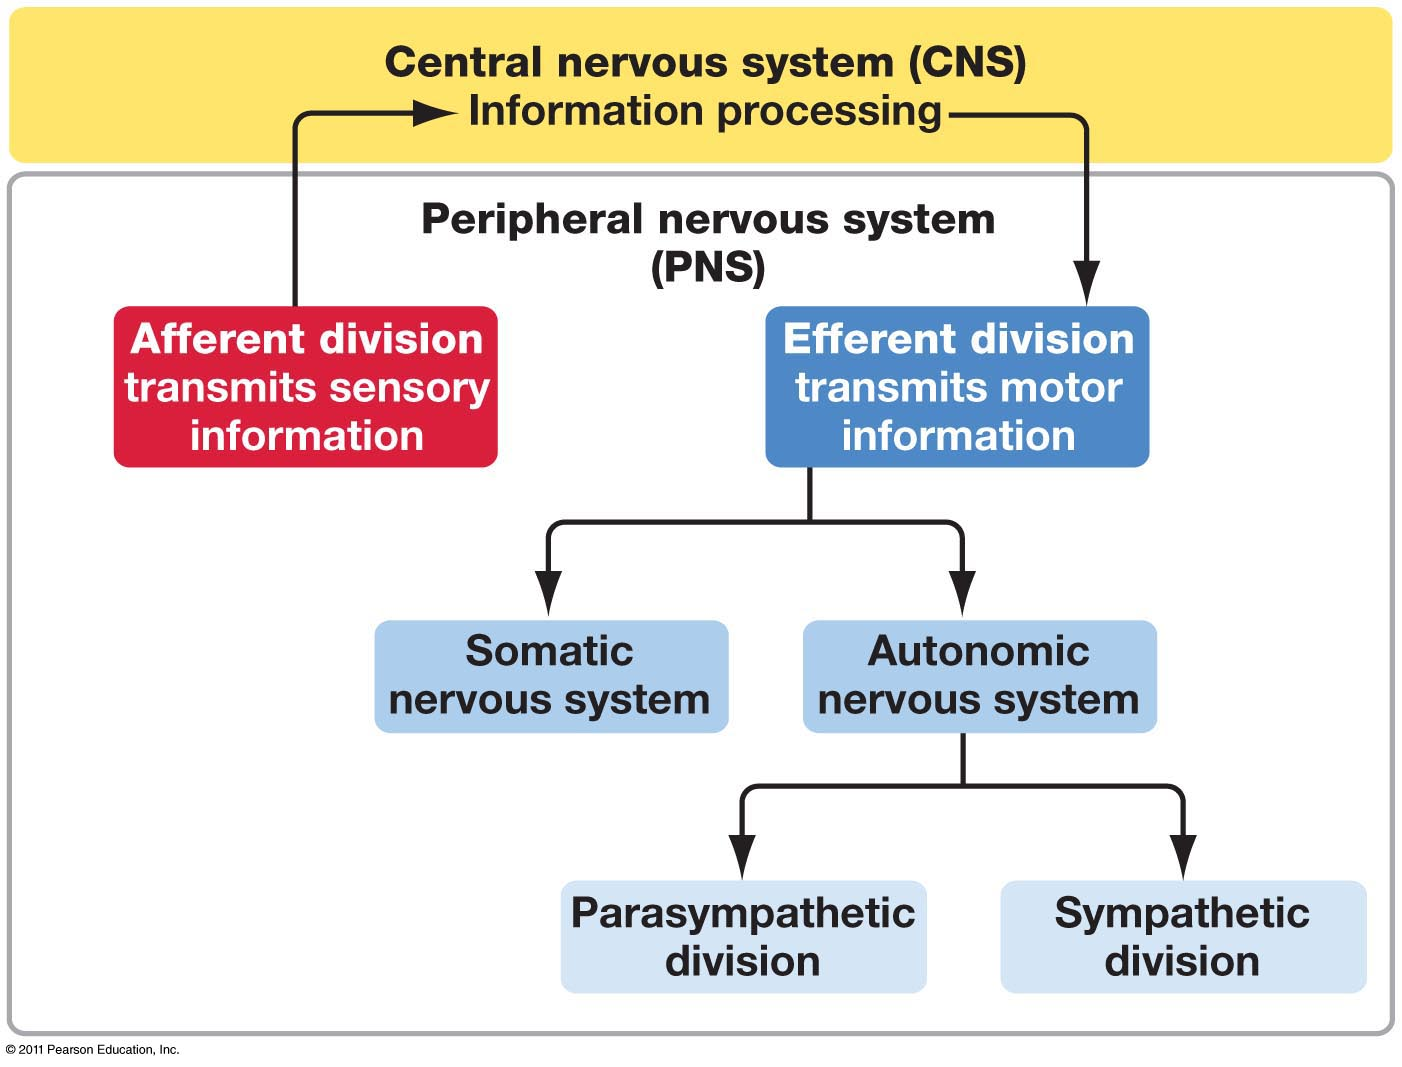 Central nervous system (CNS)
Information processing
Peripheral nervous system
(PNS)
Afferent division
transmits sensory
information
Efferent division
transmits motor
information
Somatic
nervous system
Autonomic
nervous system
Parasympathetic
division
Sympathetic
division
© 2011 Pearson Education, Inc.